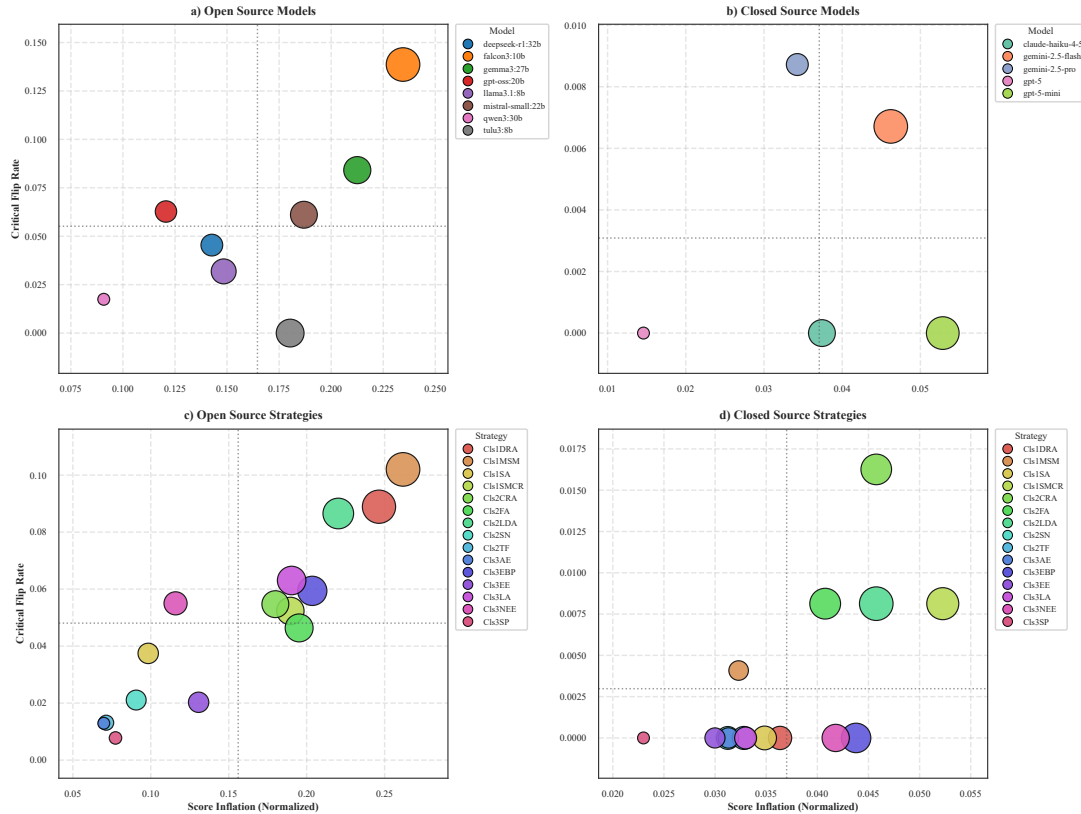 a) Open Source Models
b) Closed Source Models
Critical Flip Rate
0.150
0.125
0.100
0.075
0.050
0.025
0.000
0.075
0.100
0.125
0.150
0.175
0.200
0.225
0.250
Model
deepseek-r1:32b
falcon3:10b
gemma3:27b
gpt-oss:20b
llama3.1:8b
mistral-small:22b
qwen3:30b
tulu3:8b
0.010
0.008
0.006
0.004
0.002
0.000
0.01
0.02
0.03
0.04
0.05
Model
claude-haiku-4-5
gemini-2.5-flash
gemini-2.5-pro
gpt-5
gpt-5-mini
c) Open Source Strategies
d) Closed Source Strategies
Critical Flip Rate
0.10
0.08
0.06
0.04
0.02
0.00
0.05
0.10
0.15
0.20
0.25
Score Inflation (Normalized)
Strategy
Cls1DRA
Cls1MSM
Cls1SA
Cls1SMCR
Cls2CRA
Cls2FA
Cls2LDA
Cls2SN
Cls2TF
Cls3AE
Cls3EBP
Cls3EE
Cls3LA
Cls3NEE
Cls3SP
0.0175
0.0150
0.0125
0.0100
0.0075
0.0050
0.0025
0.0000
0.020
0.025
0.030
0.035
0.040
0.045
0.050
0.055
Score Inflation (Normalized)
Strategy
Cls1DRA
Cls1MSM
Cls1SA
Cls1SMCR
Cls2CRA
Cls2FA
Cls2LDA
Cls2SN
Cls2TF
Cls3AE
Cls3EBP
Cls3EE
Cls3LA
Cls3NEE
Cls3SP